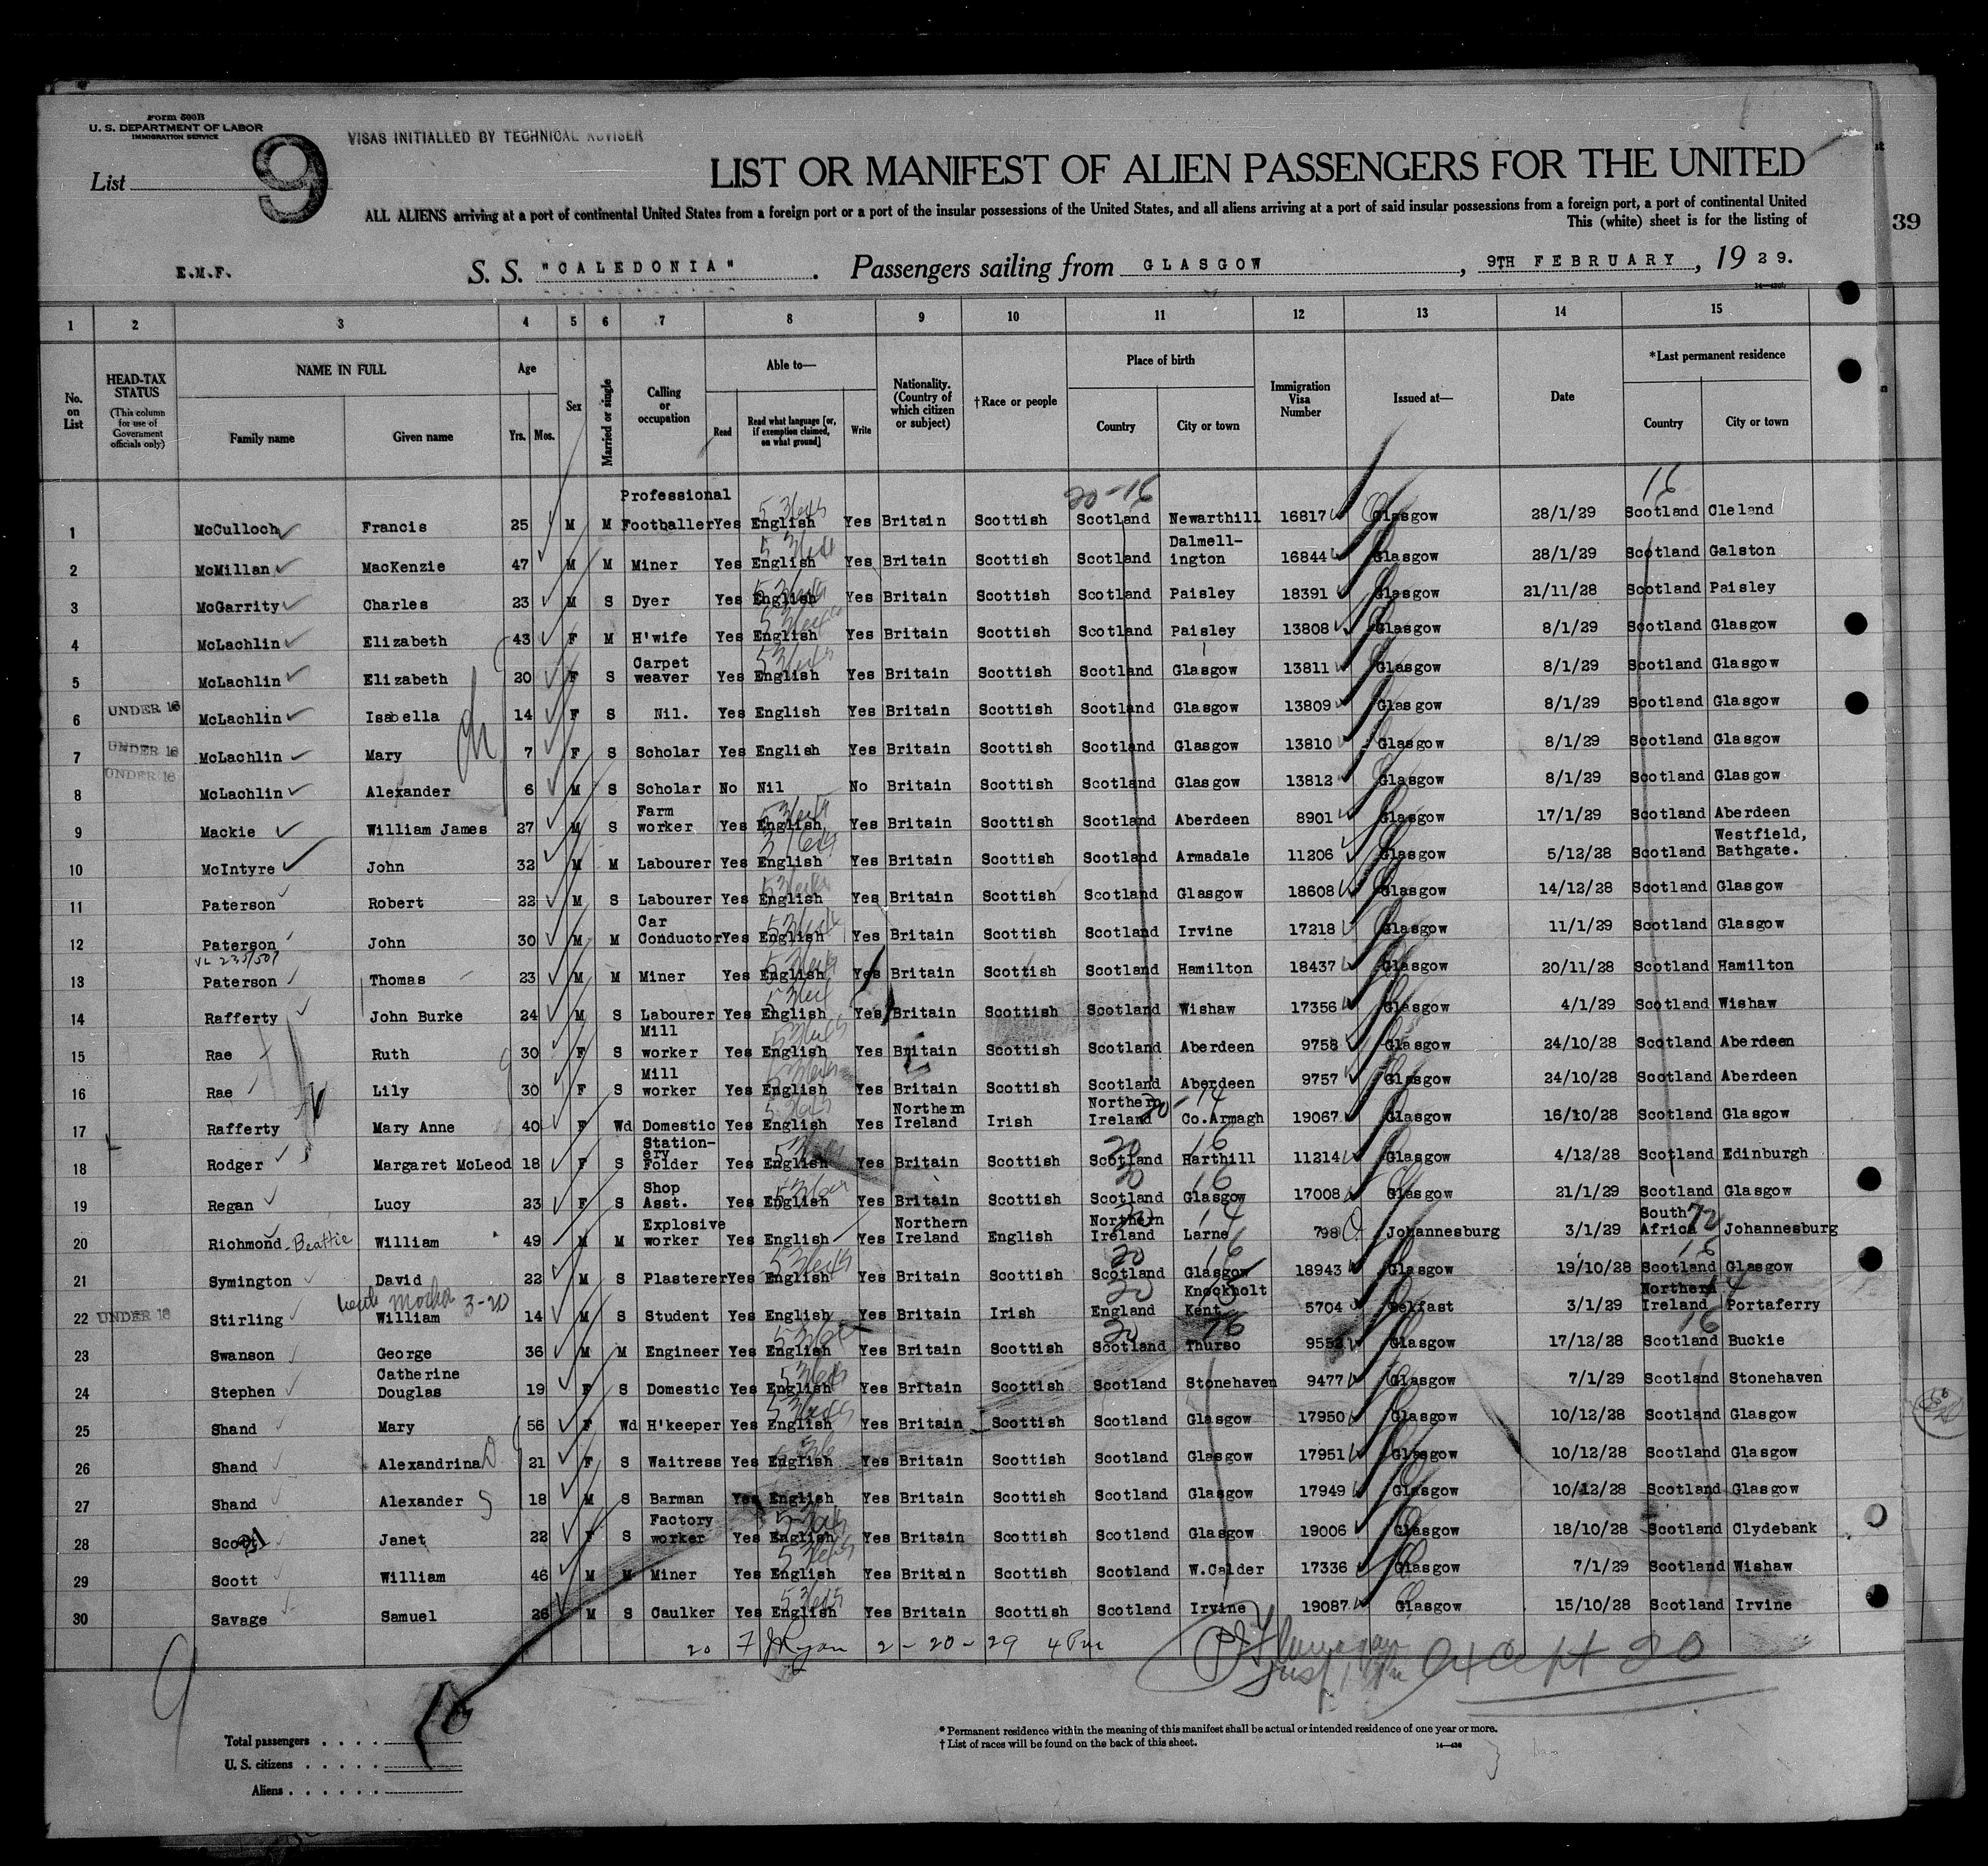 Form 500B
U. S. DEPARTMENT OF LABOR
IMMIGRATION SERVICE
VISAS INITIALLED BY TECHNICAL ADVISER
List 9
LIST OR MANIFEST OF ALIEN PASSENGERS FOR THE UNITED
ALL ALIENS arriving at a port of continental United States from a foreign port or a port of the insular possessions of the United States, and all aliens arriving at a port of said insular possessions from a foreign port, a port of continental United
This (white) sheet is for the listing of
39
E.M.F. S. S. "CALEDONIA". Passengers sailing from GLASGOW, 9TH FEBRUARY, 1929.
1 2 3 4 5 6 7 8 9 10 11 12 13 14 15
No. on List
HEAD-TAX STATUS (This column for use of Government officials only)
NAME IN FULL
Family name Given name
Age Yrs. Mos.
Sex
Married or single
Calling or occupation
Able to—
Read Read what language [or, if exemption claimed, on what ground] Write
Nationality. (Country of which citizen or subject)
†Race or people
Place of birth
Country City or town
Immigration Visa Number
Issued at—
Date
*Last permanent residence
Country City or town
20-16 16
1 McCulloch Francis 25 M M Professional Footballer Yes English Yes Britain Scottish Scotland Newarthill 16817 Glasgow 28/1/29 Scotland Cleland
2 McMillan MacKenzie 47 M M Miner Yes English Yes Britain Scottish Scotland Dalmell-ington 16844 Glasgow 28/1/29 Scotland Galston
3 McGarrity Charles 23 M S Dyer Yes English Yes Britain Scottish Scotland Paisley 18391 Glasgow 21/11/28 Scotland Paisley
4 McLachlin Elizabeth 43 F M H'wife Yes English Yes Britain Scottish Scotland Paisley 13808 Glasgow 8/1/29 Scotland Glasgow
5 McLachlin Elizabeth 20 F S Carpet weaver Yes English Yes Britain Scottish Scotland Glasgow 13811 Glasgow 8/1/29 Scotland Glasgow
6 UNDER 16 McLachlin Isabella 14 F S Nil. Yes English Yes Britain Scottish Scotland Glasgow 13809 Glasgow 8/1/29 Scotland Glasgow
7 UNDER 16 McLachlin Mary 7 F S Scholar Yes English Yes Britain Scottish Scotland Glasgow 13810 Glasgow 8/1/29 Scotland Glasgow
8 UNDER 16 McLachlin Alexander 6 M S Scholar No Nil No Britain Scottish Scotland Glasgow 13812 Glasgow 8/1/29 Scotland Glasgow
9 Mackie William James 27 M S Farm worker Yes English Yes Britain Scottish Scotland Aberdeen 8901 Glasgow 17/1/29 Scotland Aberdeen
10 McIntyre John 32 M M Labourer Yes English Yes Britain Scottish Scotland Armadale 11206 Glasgow 5/12/28 Scotland Westfield, Bathgate.
11 Paterson Robert 22 M S Labourer Yes English Yes Britain Scottish Scotland Glasgow 18608 Glasgow 14/12/28 Scotland Glasgow
12 Paterson John 30 M M Car Conductor Yes English Yes Britain Scottish Scotland Irvine 17218 Glasgow 11/1/29 Scotland Glasgow
13 Paterson Thomas 23 M M Miner Yes English Yes Britain Scottish Scotland Hamilton 18437 Glasgow 20/11/28 Scotland Hamilton
14 Rafferty John Burke 24 M S Labourer Yes English Yes Britain Scottish Scotland Wishaw 17356 Glasgow 4/1/29 Scotland Wishaw
15 Rae Ruth 30 F S Mill worker Yes English Yes Britain Scottish Scotland Aberdeen 9758 Glasgow 24/10/28 Scotland Aberdeen
16 Rae Lily 30 F S Mill worker Yes English Yes Britain Scottish Scotland Aberdeen 9757 Glasgow 24/10/28 Scotland Aberdeen
17 Rafferty Mary Anne 40 F Wd Domestic Yes English Yes Northern Ireland Irish Northern Ireland Co.Armagh 19067 Glasgow 16/10/28 Scotland Glasgow
18 Rodger Margaret McLeod 18 F S Station-ery Folder Yes English Yes Britain Scottish Scotland Harthill 11214 Glasgow 4/12/28 Scotland Edinburgh
19 Regan Lucy 23 F S Shop Asst. Yes English Yes Britain Scottish Scotland Glasgow 17008 Glasgow 21/1/29 Scotland Glasgow
20 Richmond-Beattie William 49 M M Explosive worker Yes English Yes Northern Ireland English Northern Ireland Larne 798 Johannesburg 3/1/29 South Africa 72 Johannesburg
21 Symington David 22 M S Plasterer Yes English Yes Britain Scottish Scotland Glasgow 18943 Glasgow 19/10/28 Scotland Glasgow
22 UNDER 16 Stirling William 14 M S Student Yes English Yes Britain Irish England Knockholt Kent 5704 Belfast 3/1/29 Northern Ireland Portaferry
23 Swanson George 36 M M Engineer Yes English Yes Britain Scottish Scotland Thurso 9552 Glasgow 17/12/28 Scotland Buckie
24 Stephen Catherine Douglas 19 F S Domestic Yes English Yes Britain Scottish Scotland Stonehaven 9477 Glasgow 7/1/29 Scotland Stonehaven
25 Shand Mary 56 F Wd H'keeper Yes English Yes Britain Scottish Scotland Glasgow 17950 Glasgow 10/12/28 Scotland Glasgow
26 Shand Alexandrina 21 F S Waitress Yes English Yes Britain Scottish Scotland Glasgow 17951 Glasgow 10/12/28 Scotland Glasgow
27 Shand Alexander 18 M S Barman Yes English Yes Britain Scottish Scotland Glasgow 17949 Glasgow 10/12/28 Scotland Glasgow
28 Scott Janet 22 F S Factory worker Yes English Yes Britain Scottish Scotland Glasgow 19006 Glasgow 18/10/28 Scotland Clydebank
29 Scott William 46 M M Miner Yes English Yes Britain Scottish Scotland W.Calder 17336 Glasgow 7/1/29 Scotland Wishaw
30 Savage Samuel 26 M S Caulker Yes English Yes Britain Scottish Scotland Irvine 19087 Glasgow 15/10/28 Scotland Irvine
20 F J Ryan 2-20-29 4 Pm
except 20
9 16
Total passengers . . . .
U. S. citizens . . . . . .
Aliens . . . . . .
* Permanent residence within the meaning of this manifest shall be actual or intended residence of one year or more.
† List of races will be found on the back of this sheet.